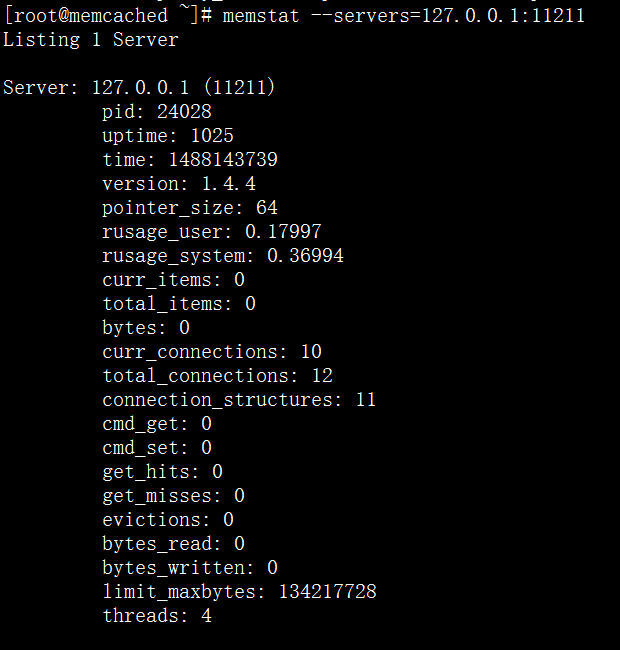 [root@memcached ~]# memstat --servers=127.0.0.1:11211
Listing 1 Server
Server: 127.0.0.1 (11211)
pid: 24028
uptime: 1025
time: 1488143739
version: 1.4.4
pointer_size: 64
rusage_user: 0.17997
rusage_system: 0.36994
curr_items: 0
total_items: 0
bytes: 0
curr_connections: 10
total_connections: 12
connection_structures: 11
cmd_get: 0
cmd_set: 0
get_hits: 0
get_misses: 0
evictions: 0
bytes_read: 0
bytes_written: 0
limit_maxbytes: 134217728
threads: 4